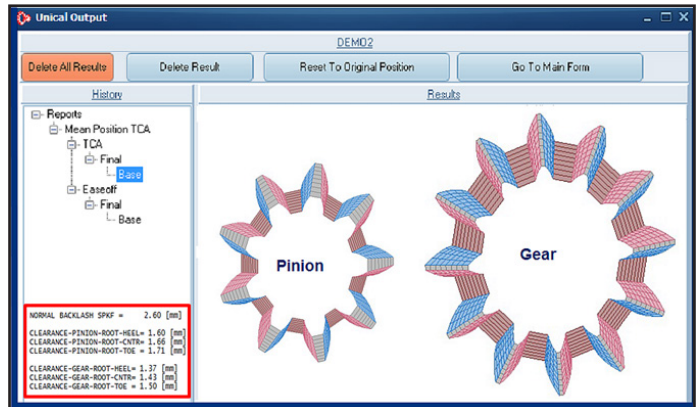 Unical Output
DEMO2
Delete All Results Delete Result Reset To Original Position Go To Main Form
History Results
Reports
Mean Position TCA
TCA
Final
Base
Easeoff
Final
Base
Pinion
Gear
NORMAL BACKLASH SPKF = 2.60 [mm]
CLEARANCE-PINION-ROOT-HEEL= 1.60 [mm]
CLEARANCE-PINION-ROOT-CNTR= 1.66 [mm]
CLEARANCE-PINION-ROOT-TOE = 1.71 [mm]
CLEARANCE-GEAR-ROOT-HEEL= 1.37 [mm]
CLEARANCE-GEAR-ROOT-CNTR= 1.43 [mm]
CLEARANCE-GEAR-ROOT-TOE = 1.50 [mm]